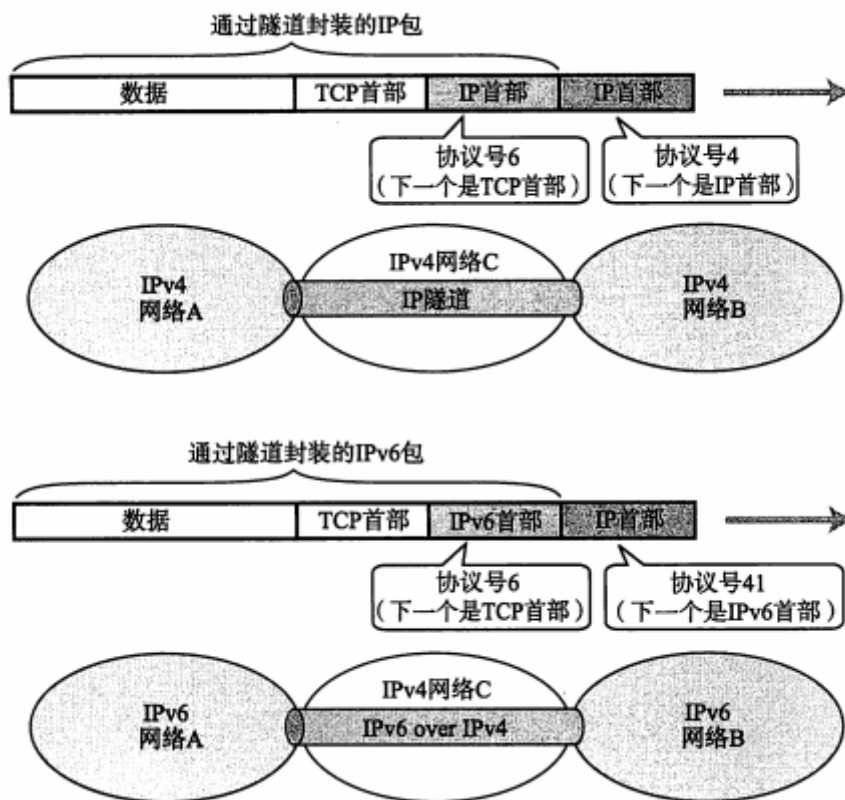 通过隧道封装的IP包
数据 TCP首部 IP首部 IP首部
协议号6
（下一个是TCP首部）
协议号4
（下一个是IP首部）
IPv4网络C
IPv4
网络A
IP隧道
IPv4
网络B
通过隧道封装的IPv6包
数据 TCP首部 IPv6首部 IP首部
协议号6
（下一个是TCP首部）
协议号41
（下一个是IPv6首部）
IPv4网络C
IPv6
网络A
IPv6 over IPv4
IPv6
网络B